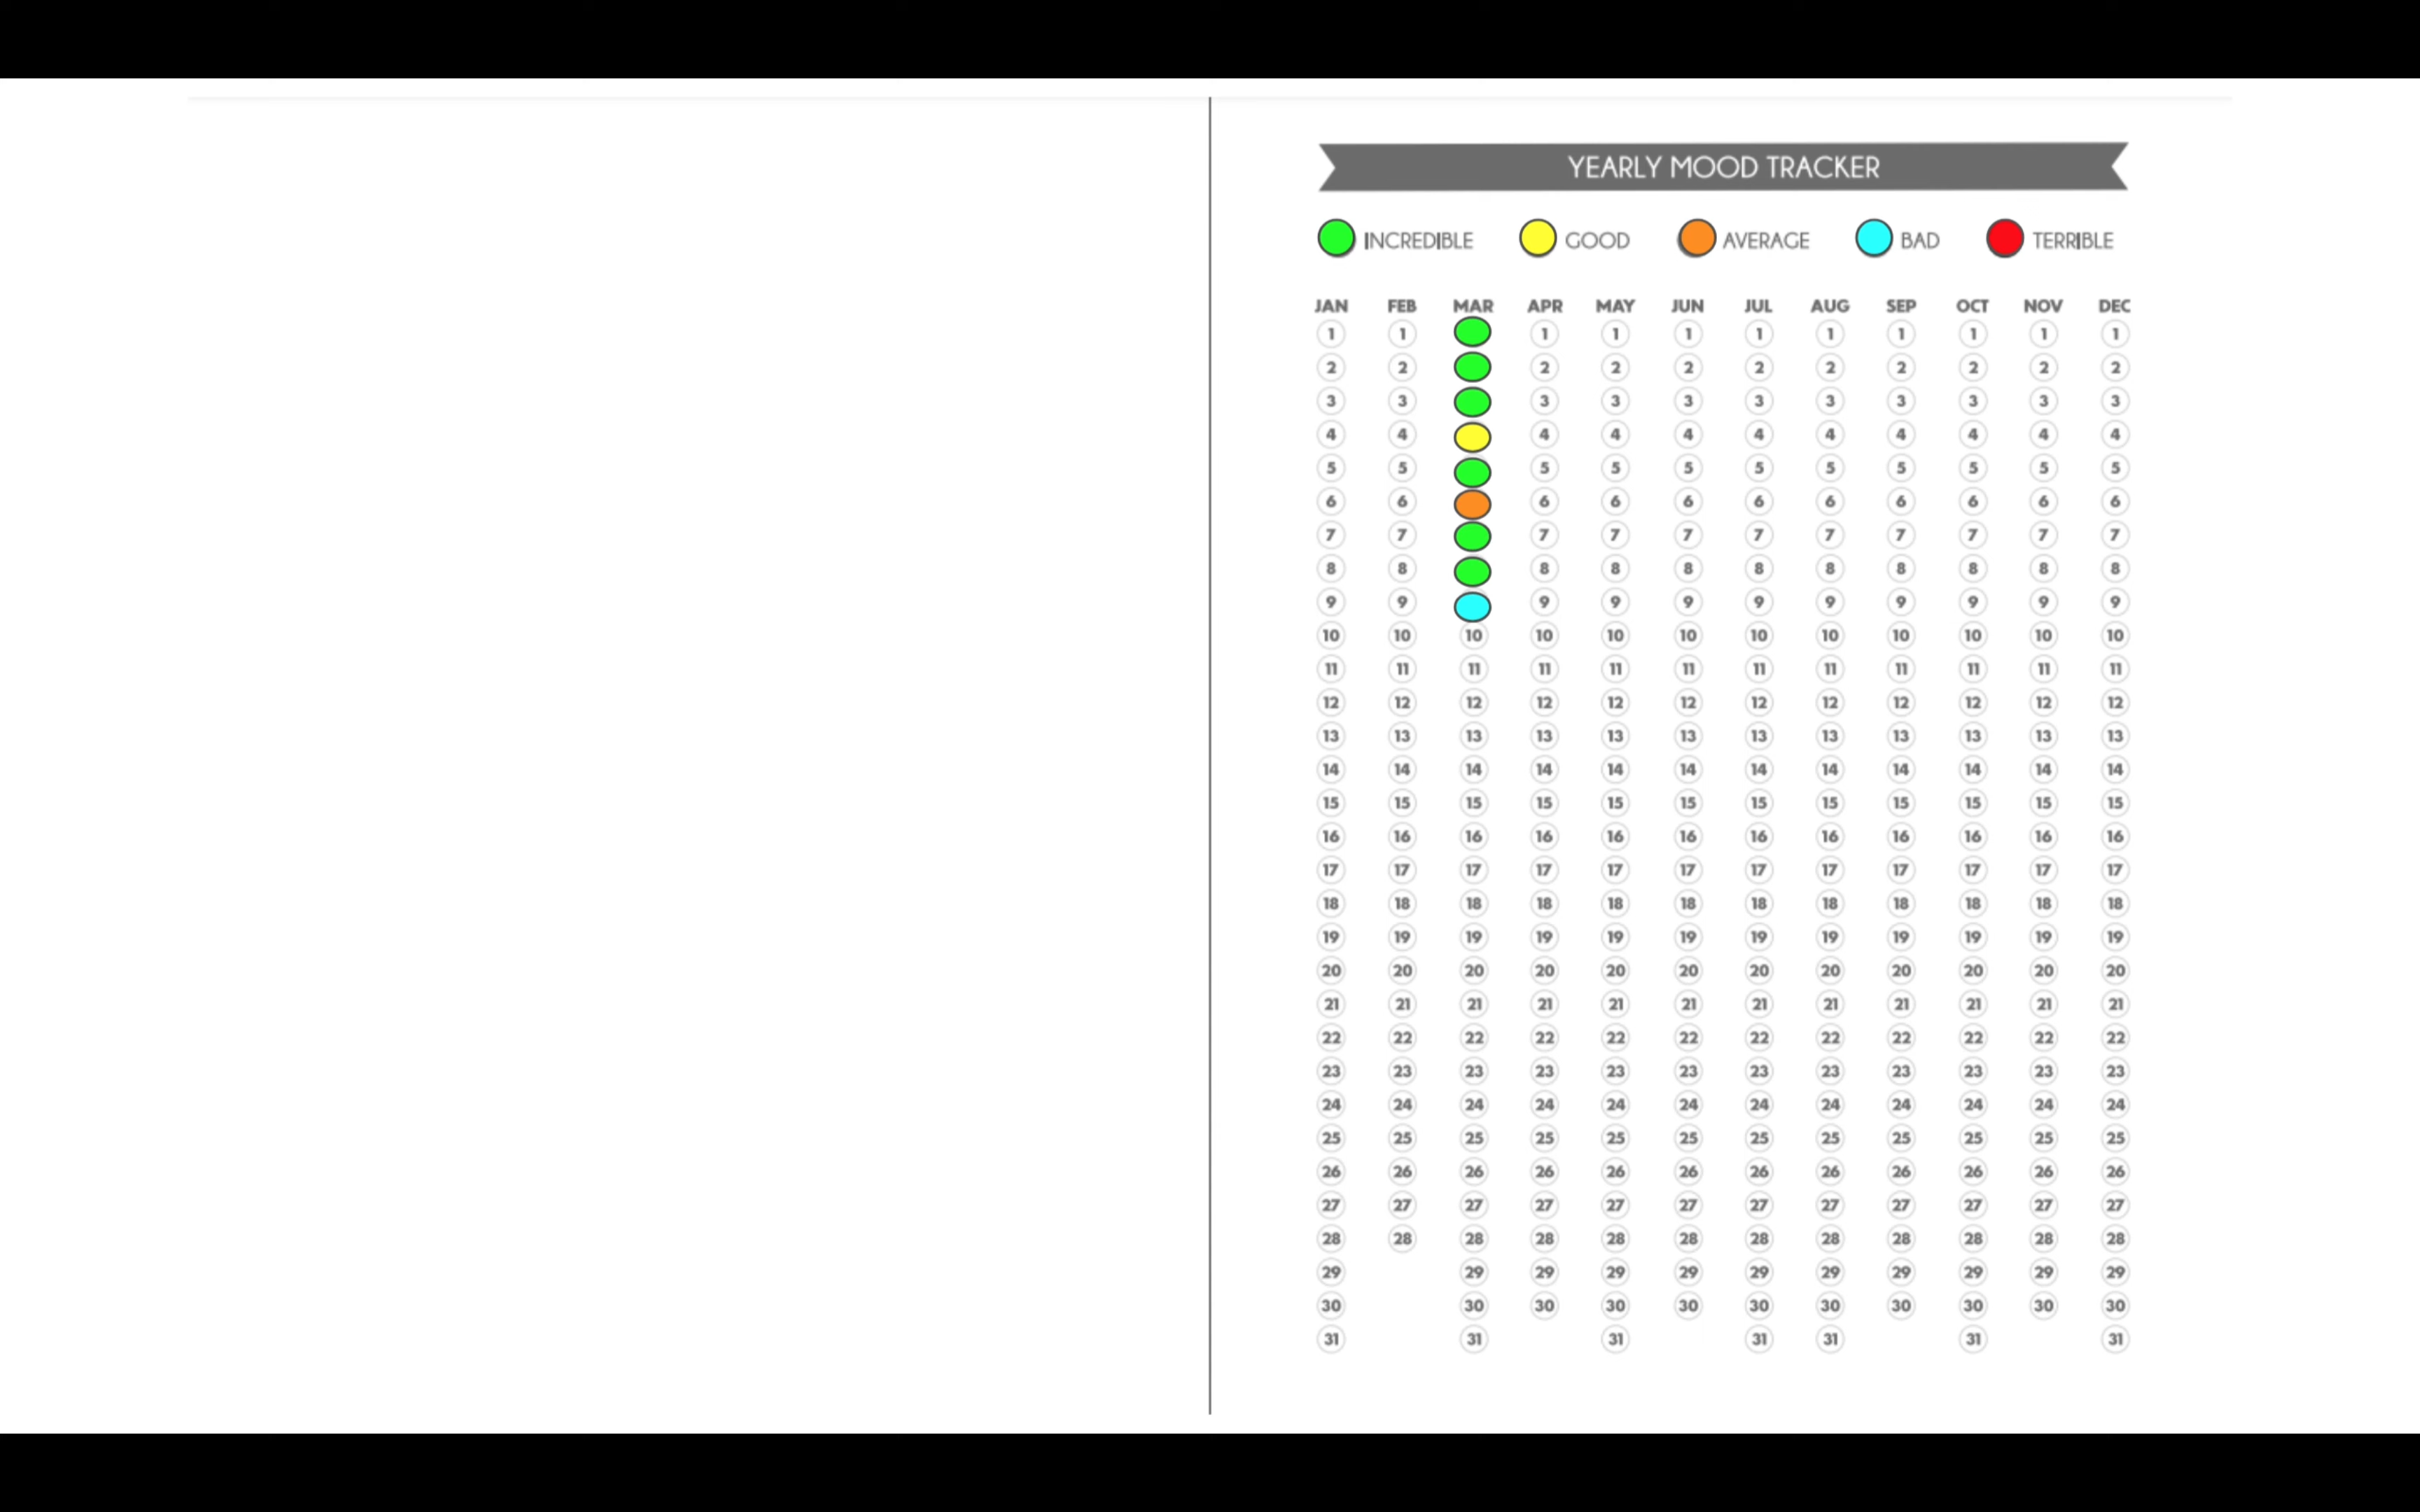 YEARLY MOOD TRACKER
INCREDIBLE GOOD AVERAGE BAD TERRIBLE
JAN FEB MAR APR MAY JUN JUL AUG SEP OCT NOV DEC
1 1 1 1 1 1 1 1 1 1 1
2 2 2 2 2 2 2 2 2 2 2
3 3 3 3 3 3 3 3 3 3 3
4 4 4 4 4 4 4 4 4 4 4
5 5 5 5 5 5 5 5 5 5 5
6 6 6 6 6 6 6 6 6 6 6
7 7 7 7 7 7 7 7 7 7 7
8 8 8 8 8 8 8 8 8 8 8
9 9 9 9 9 9 9 9 9 9 9
10 10 10 10 10 10 10 10 10 10 10 10
11 11 11 11 11 11 11 11 11 11 11 11
12 12 12 12 12 12 12 12 12 12 12 12
13 13 13 13 13 13 13 13 13 13 13 13
14 14 14 14 14 14 14 14 14 14 14 14
15 15 15 15 15 15 15 15 15 15 15 15
16 16 16 16 16 16 16 16 16 16 16 16
17 17 17 17 17 17 17 17 17 17 17 17
18 18 18 18 18 18 18 18 18 18 18 18
19 19 19 19 19 19 19 19 19 19 19 19
20 20 20 20 20 20 20 20 20 20 20 20
21 21 21 21 21 21 21 21 21 21 21 21
22 22 22 22 22 22 22 22 22 22 22 22
23 23 23 23 23 23 23 23 23 23 23 23
24 24 24 24 24 24 24 24 24 24 24 24
25 25 25 25 25 25 25 25 25 25 25 25
26 26 26 26 26 26 26 26 26 26 26 26
27 27 27 27 27 27 27 27 27 27 27 27
28 28 28 28 28 28 28 28 28 28 28 28
29 29 29 29 29 29 29 29 29 29 29
30 30 30 30 30 30 30 30 30 30 30
31 31 31 31 31 31 31